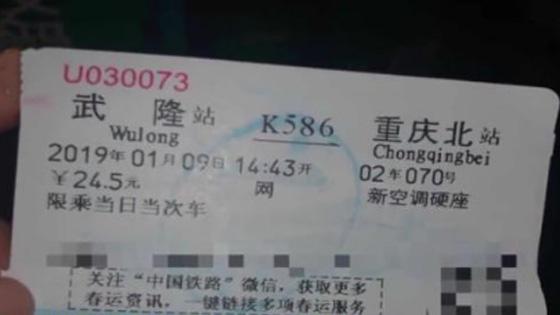 U030073
武隆站 K586 重庆北站
Wulong Chongqingbei
2019年01月09日14:43开 02车070号
¥24.5元 网 新空调硬座
限乘当日当次车
关注“中国铁路”微信，获取更多
春运资讯，一键链接多项春运服务